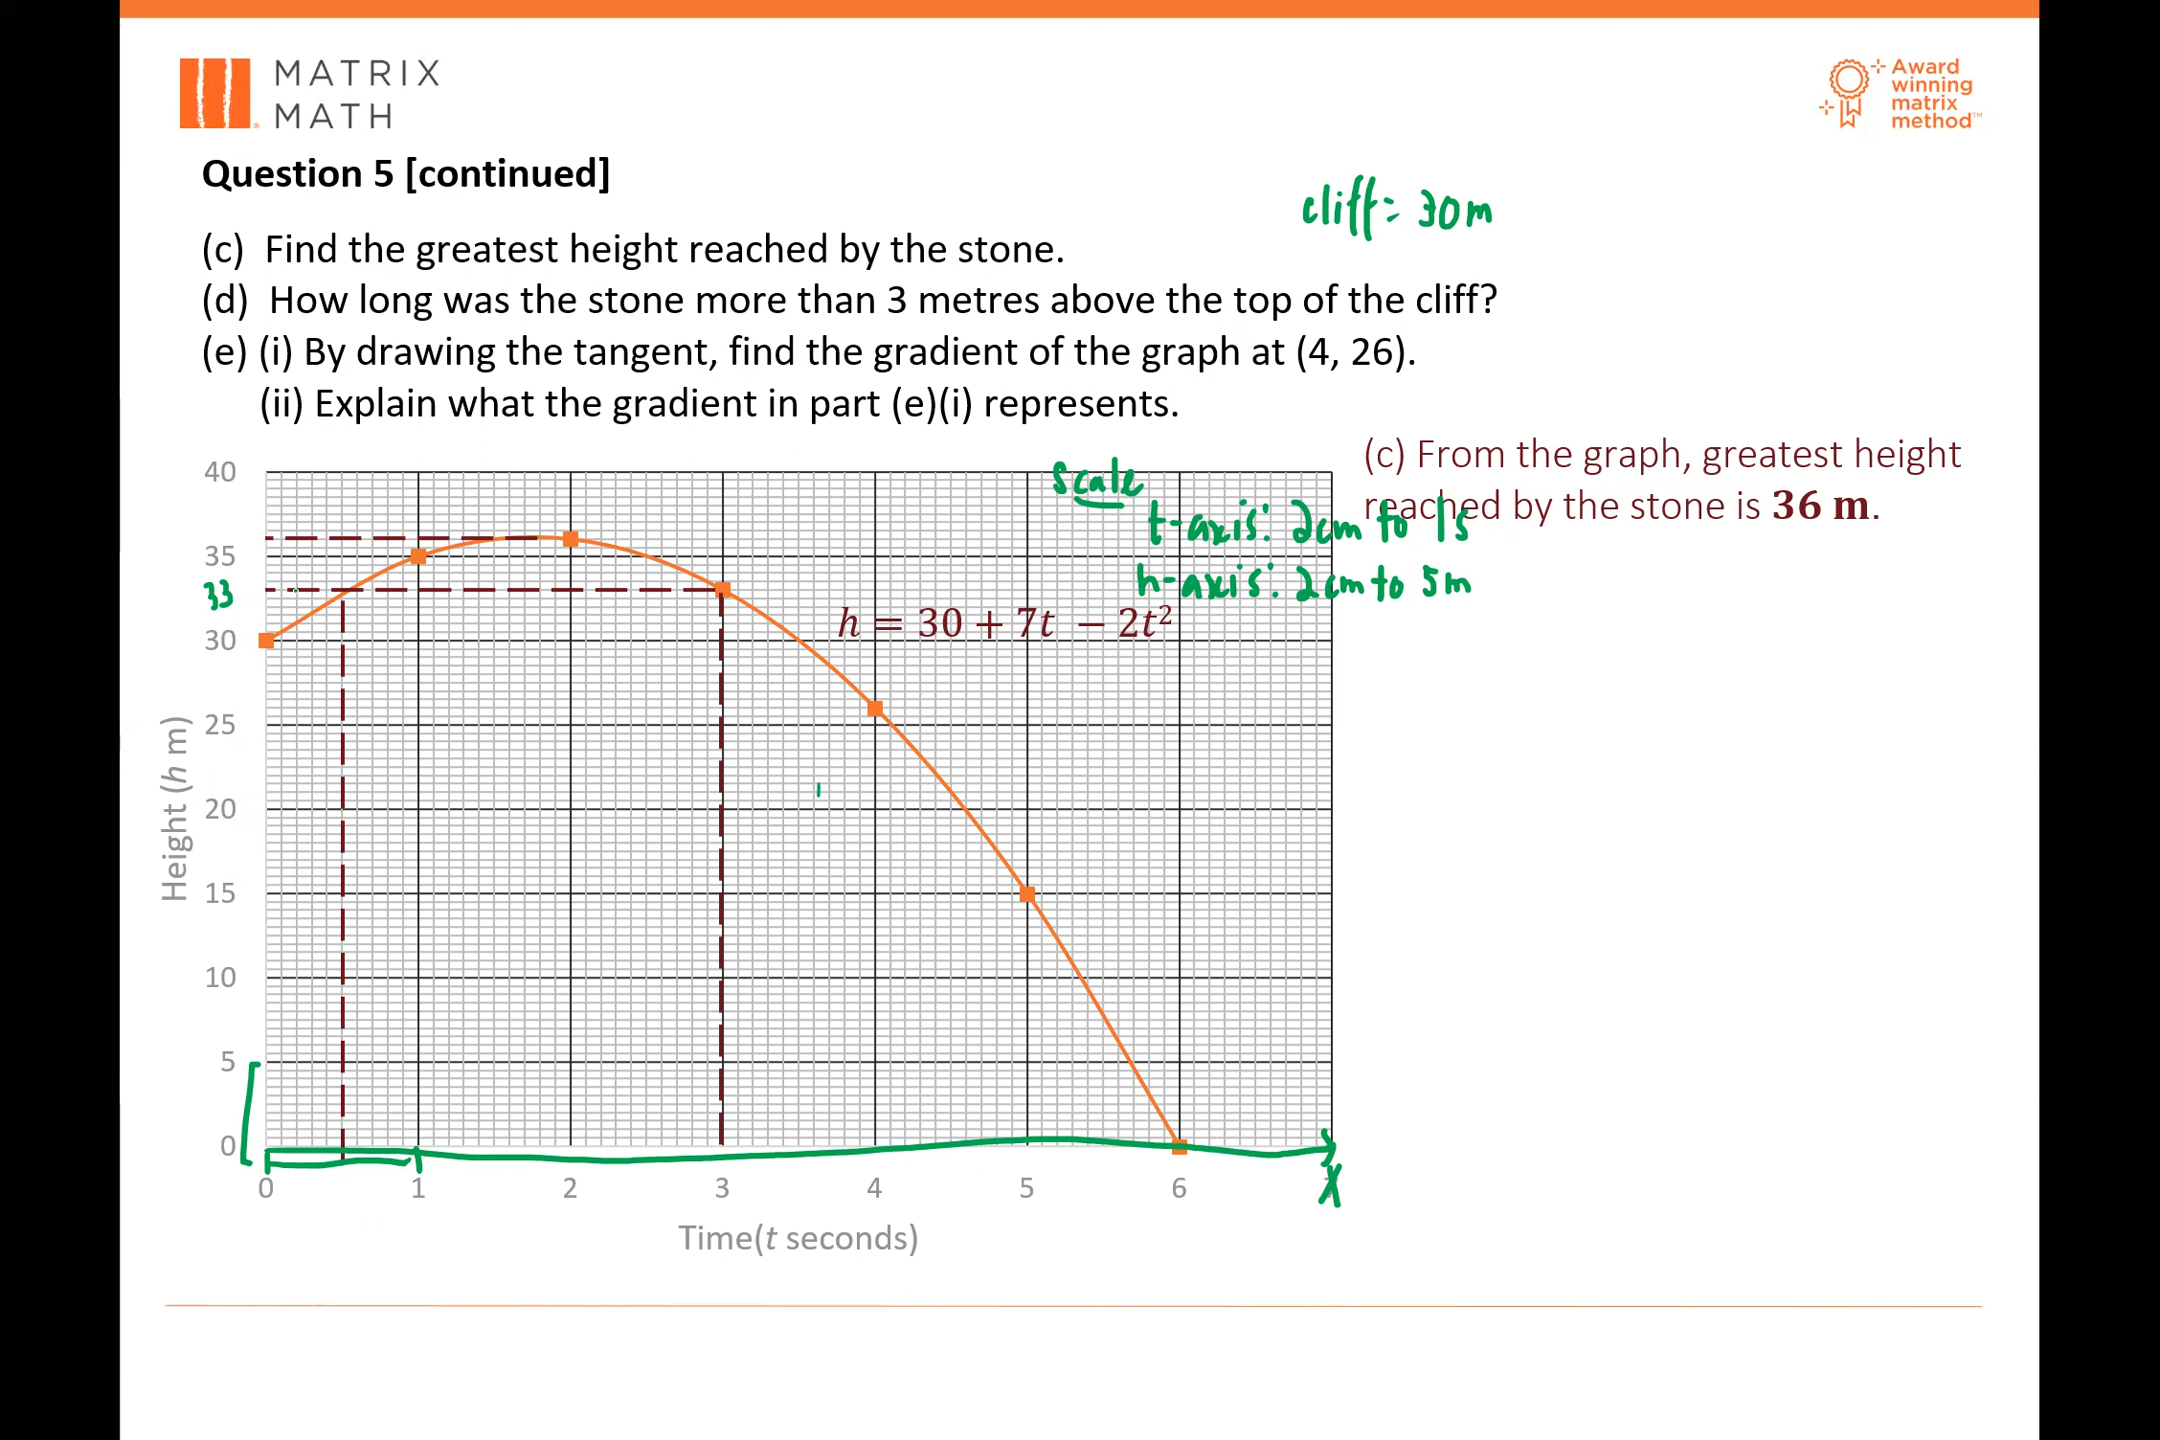 MATRIX
MATH
Award
winning
matrix
method™
Question 5 [continued]
cliff = 30m
(c) Find the greatest height reached by the stone.
(d) How long was the stone more than 3 metres above the top of the cliff?
(e) (i) By drawing the tangent, find the gradient of the graph at (4, 26).
(ii) Explain what the gradient in part (e)(i) represents.
(c) From the graph, greatest height
reached by the stone is 36 m.
scale
t-axis: 2cm to 1s
h-axis: 2cm to 5m
h = 30 + 7t − 2t²
40
35
33
30
25
20
15
10
5
0
Height (h m)
0 1 2 3 4 5 6
X
Time(t seconds)